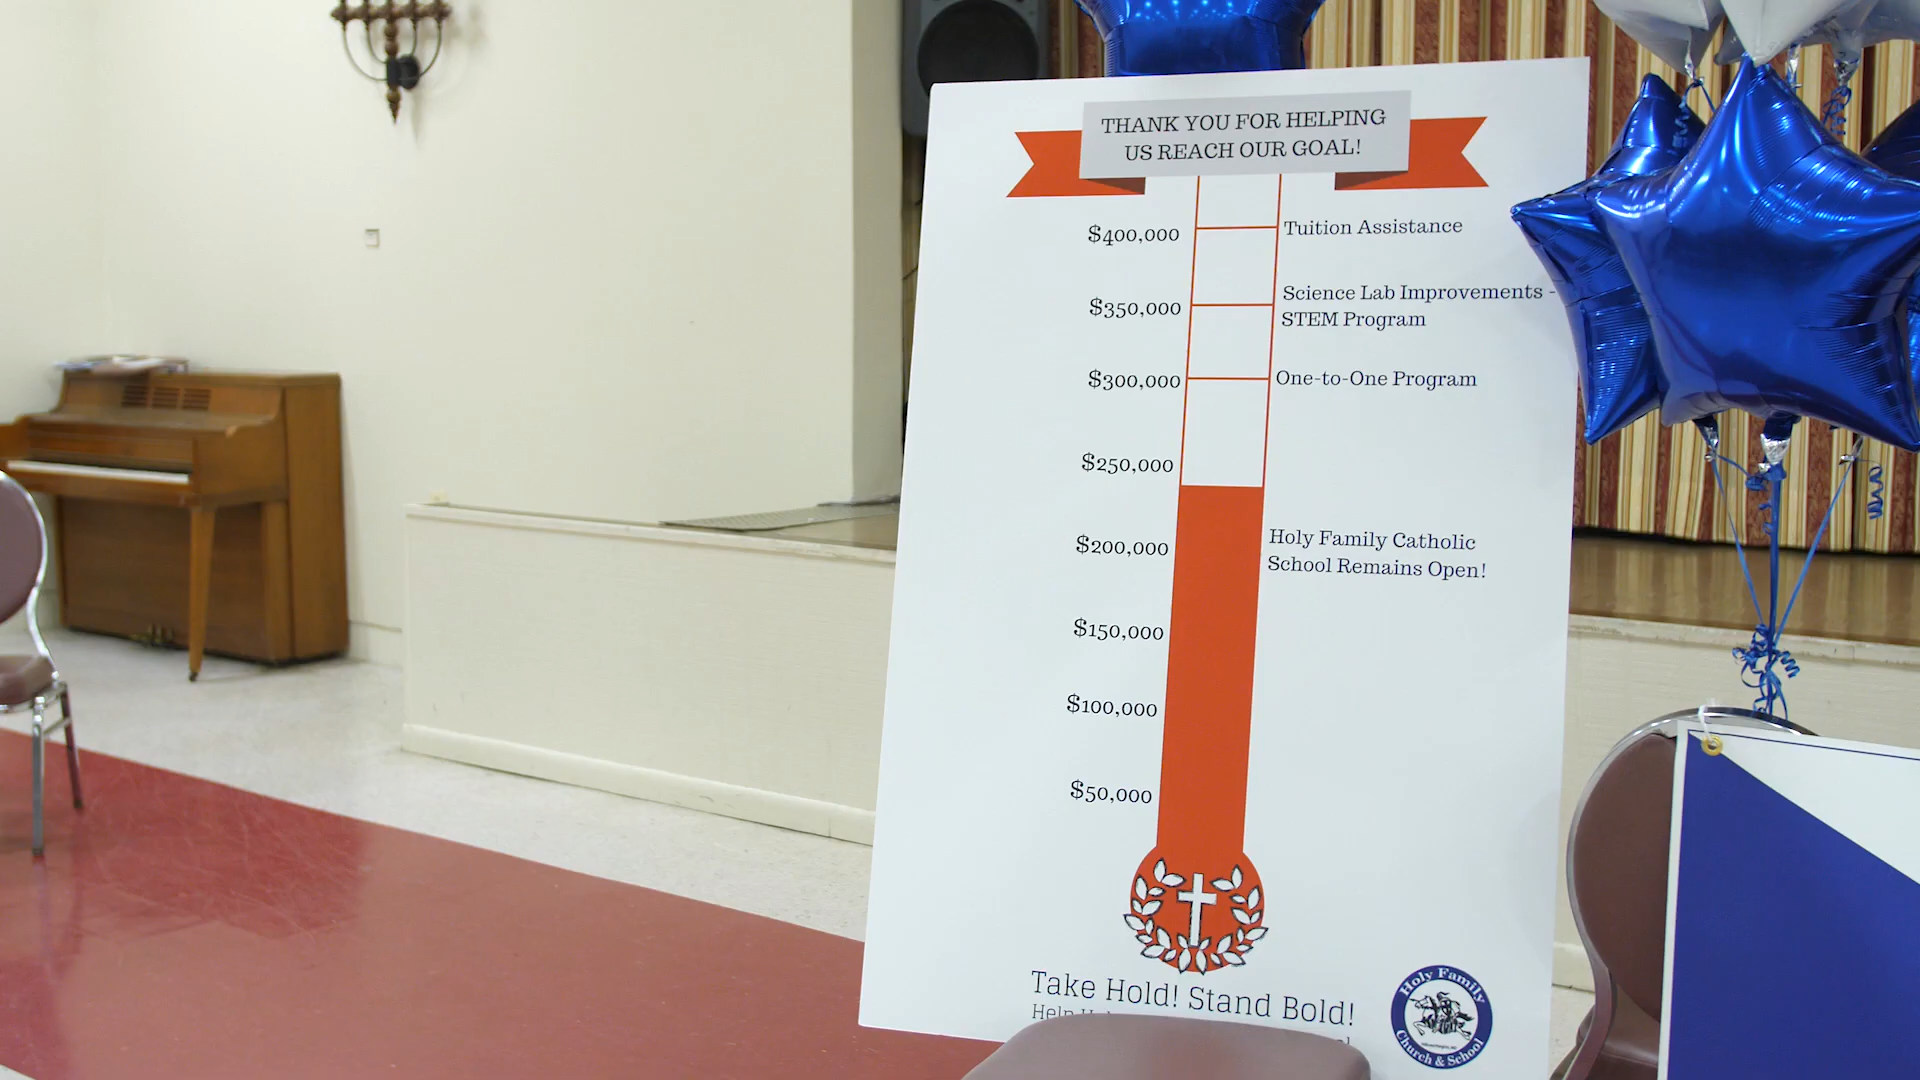 THANK YOU FOR HELPING
US REACH OUR GOAL!
$400,000 Tuition Assistance
$350,000 Science Lab Improvements -
STEM Program
$300,000 One-to-One Program
$250,000
$200,000 Holy Family Catholic
School Remains Open!
$150,000
$100,000
$50,000
Take Hold! Stand Bold!
Help
Holy Family
Church & School